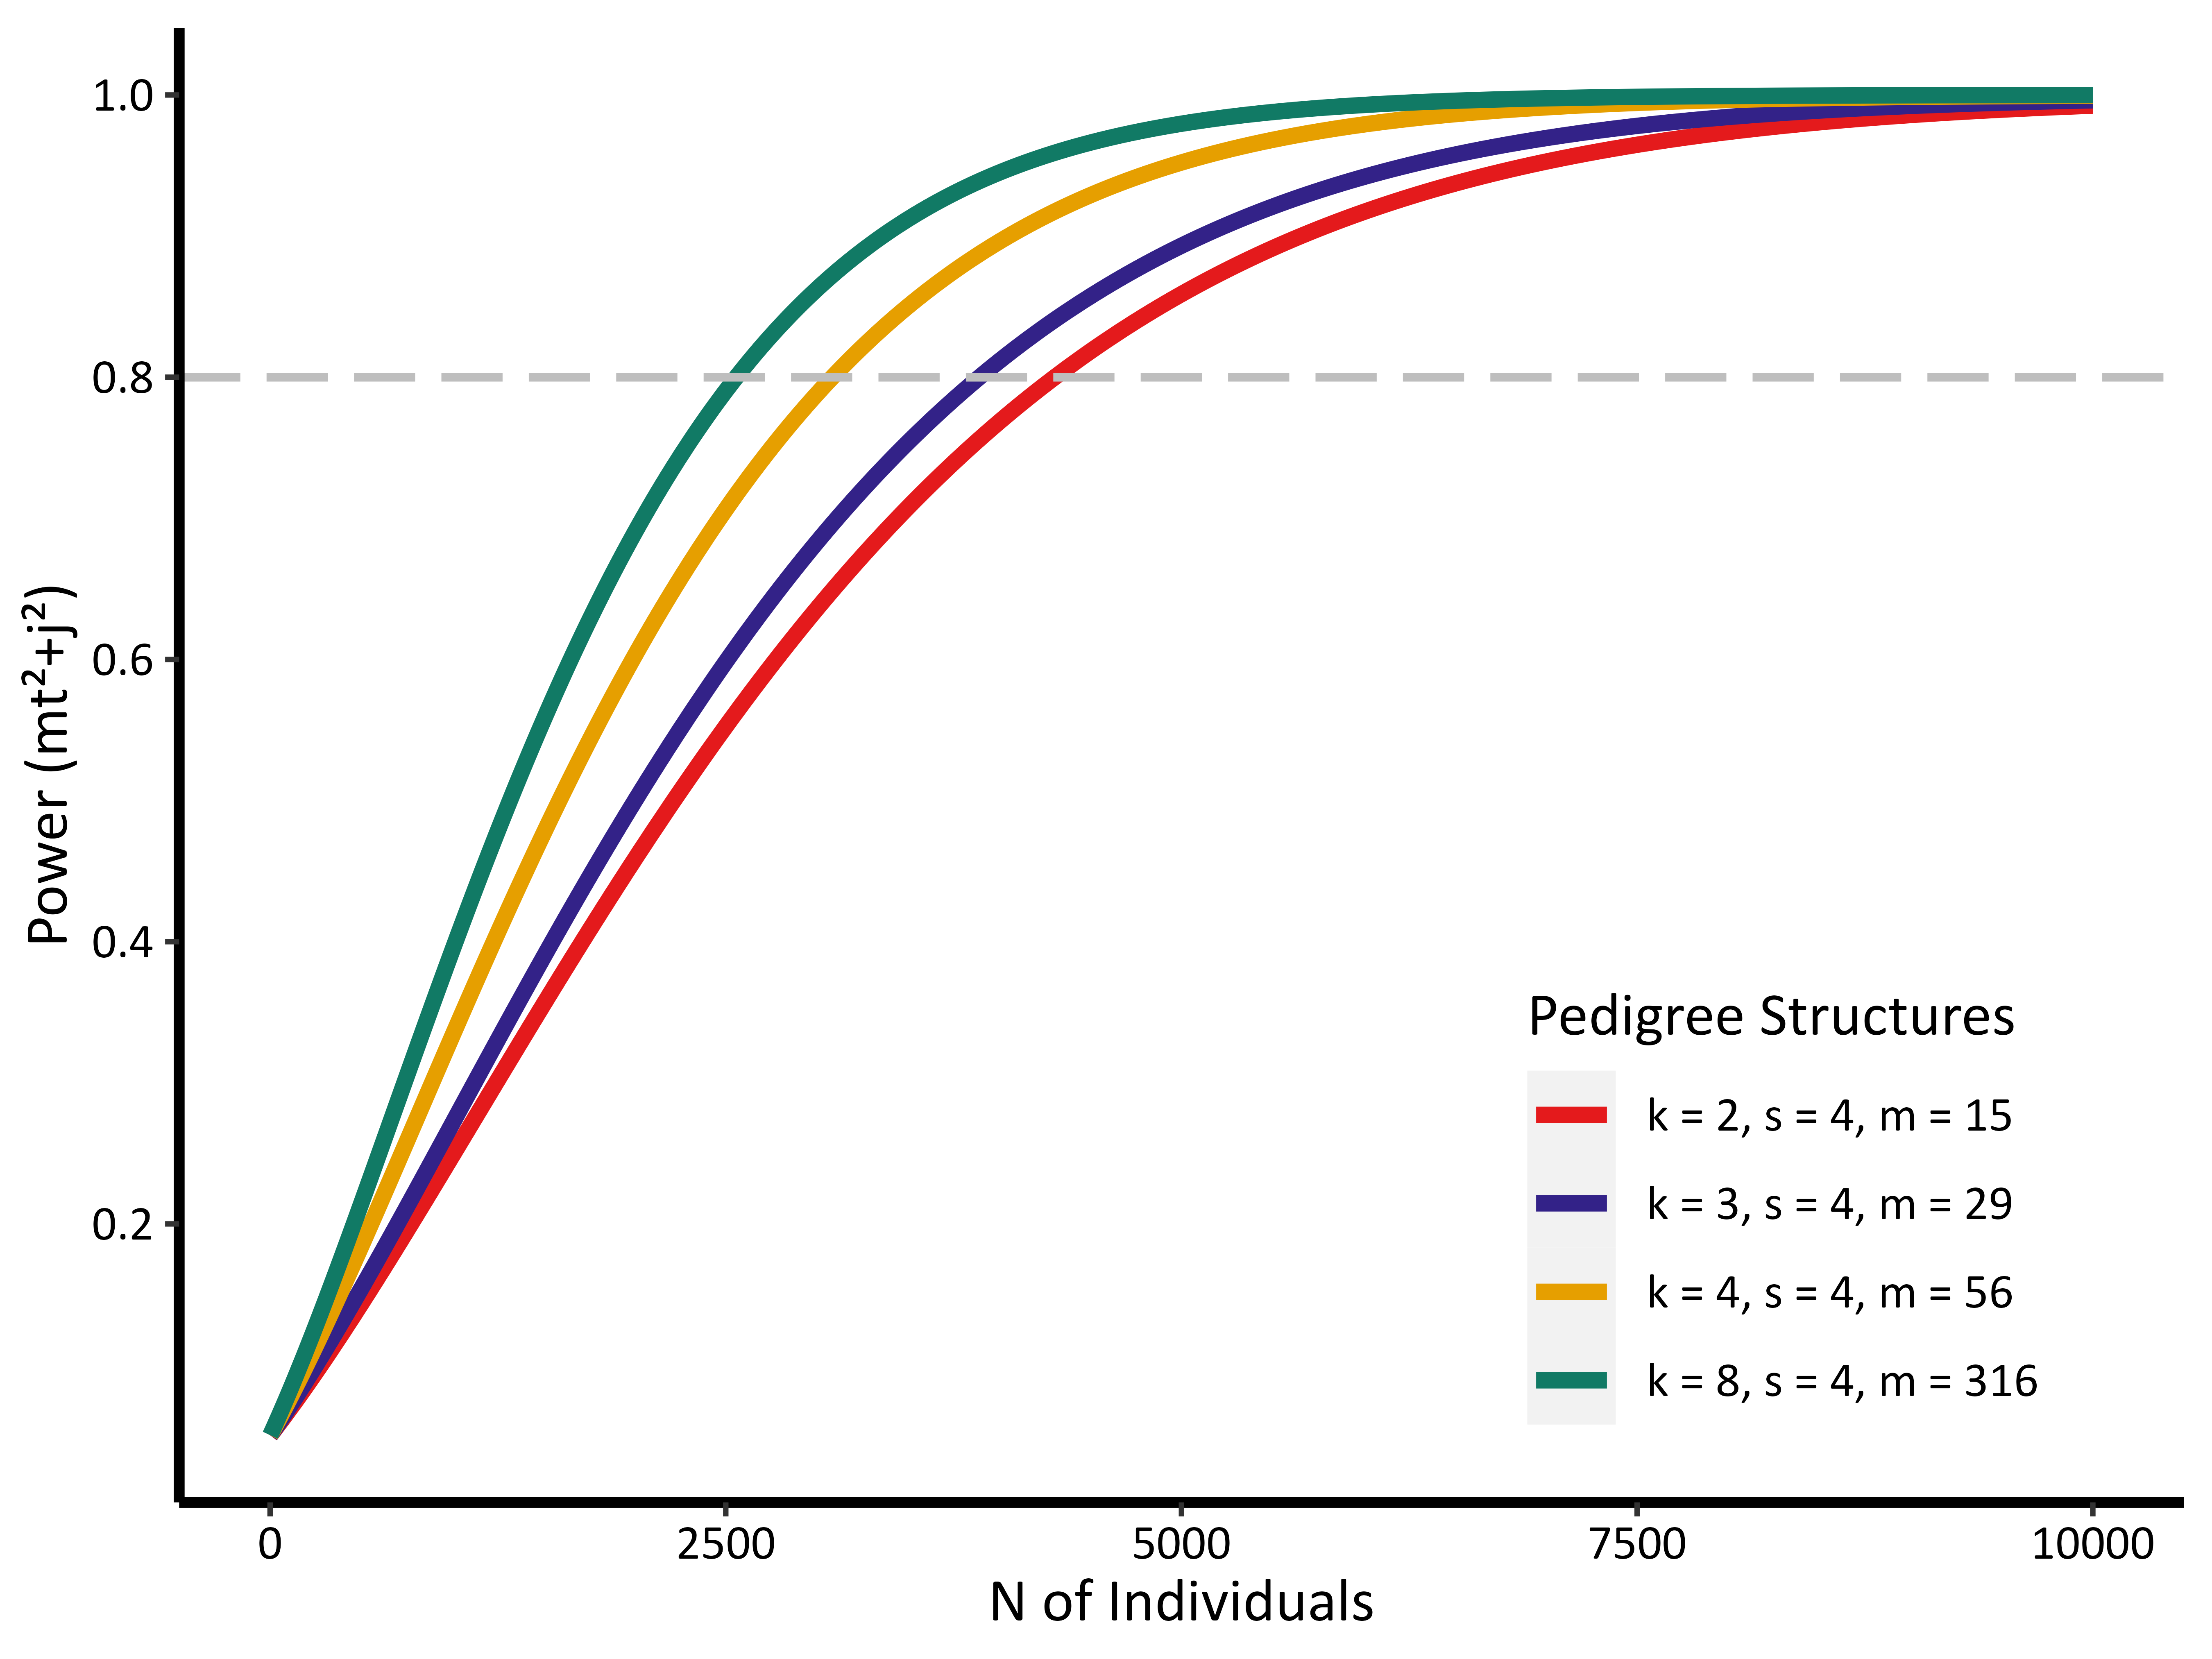 Power (mt²+j²)
1.0
0.8
0.6
0.4
0.2
0 2500 5000 7500 10000
N of Individuals
Pedigree Structures
k = 2, s = 4, m = 15
k = 3, s = 4, m = 29
k = 4, s = 4, m = 56
k = 8, s = 4, m = 316